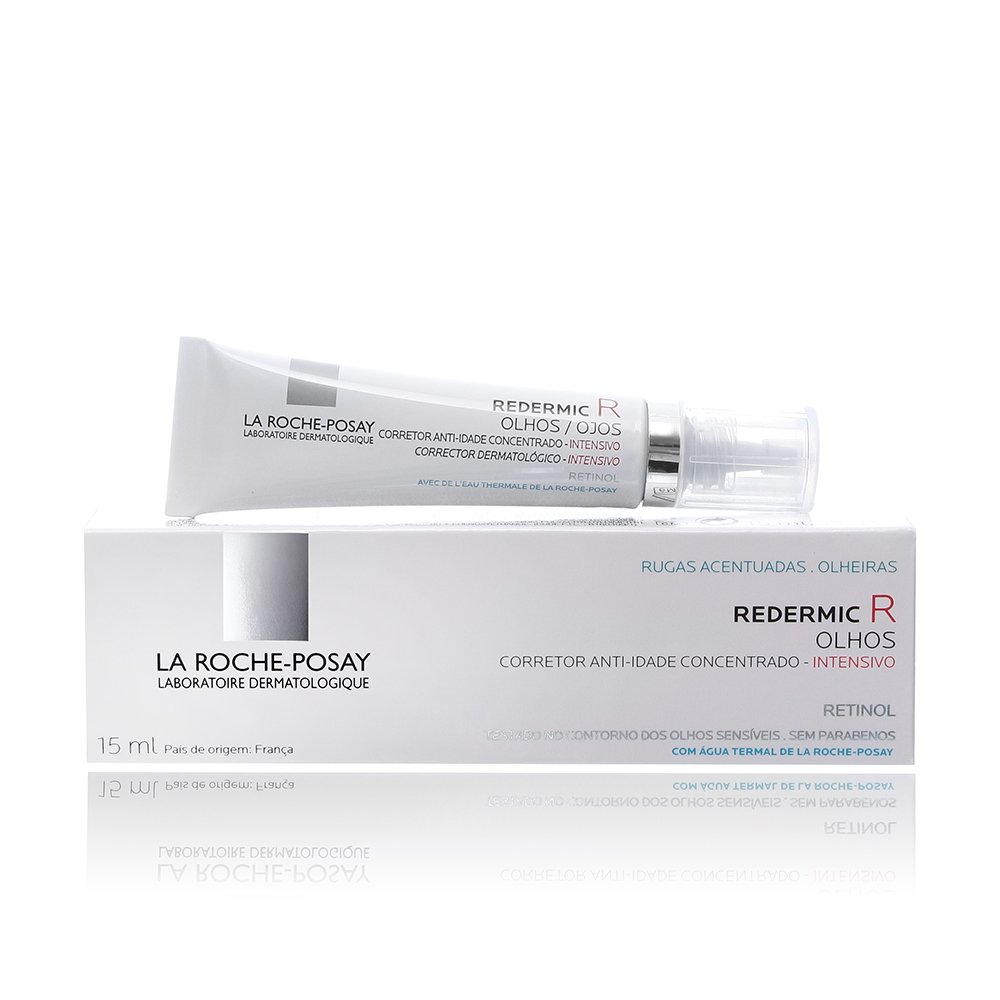 LA ROCHE-POSAY
LABORATOIRE DERMATOLOGIQUE
REDERMIC R
OLHOS / OJOS
CORRETOR ANTI-IDADE CONCENTRADO - INTENSIVO
CORRECTOR DERMATOLÓGICO - INTENSIVO
RETINOL
AVEC DE L'EAU THERMALE DE LA ROCHE-POSAY
RUGAS ACENTUADAS . OLHEIRAS
REDERMIC R
OLHOS
CORRETOR ANTI-IDADE CONCENTRADO - INTENSIVO
LA ROCHE-POSAY
LABORATOIRE DERMATOLOGIQUE
RETINOL
TESTADO NO CONTORNO DOS OLHOS SENSÍVEIS . SEM PARABENOS
COM ÁGUA TERMAL DE LA ROCHE-POSAY
15 ml País de origem: França